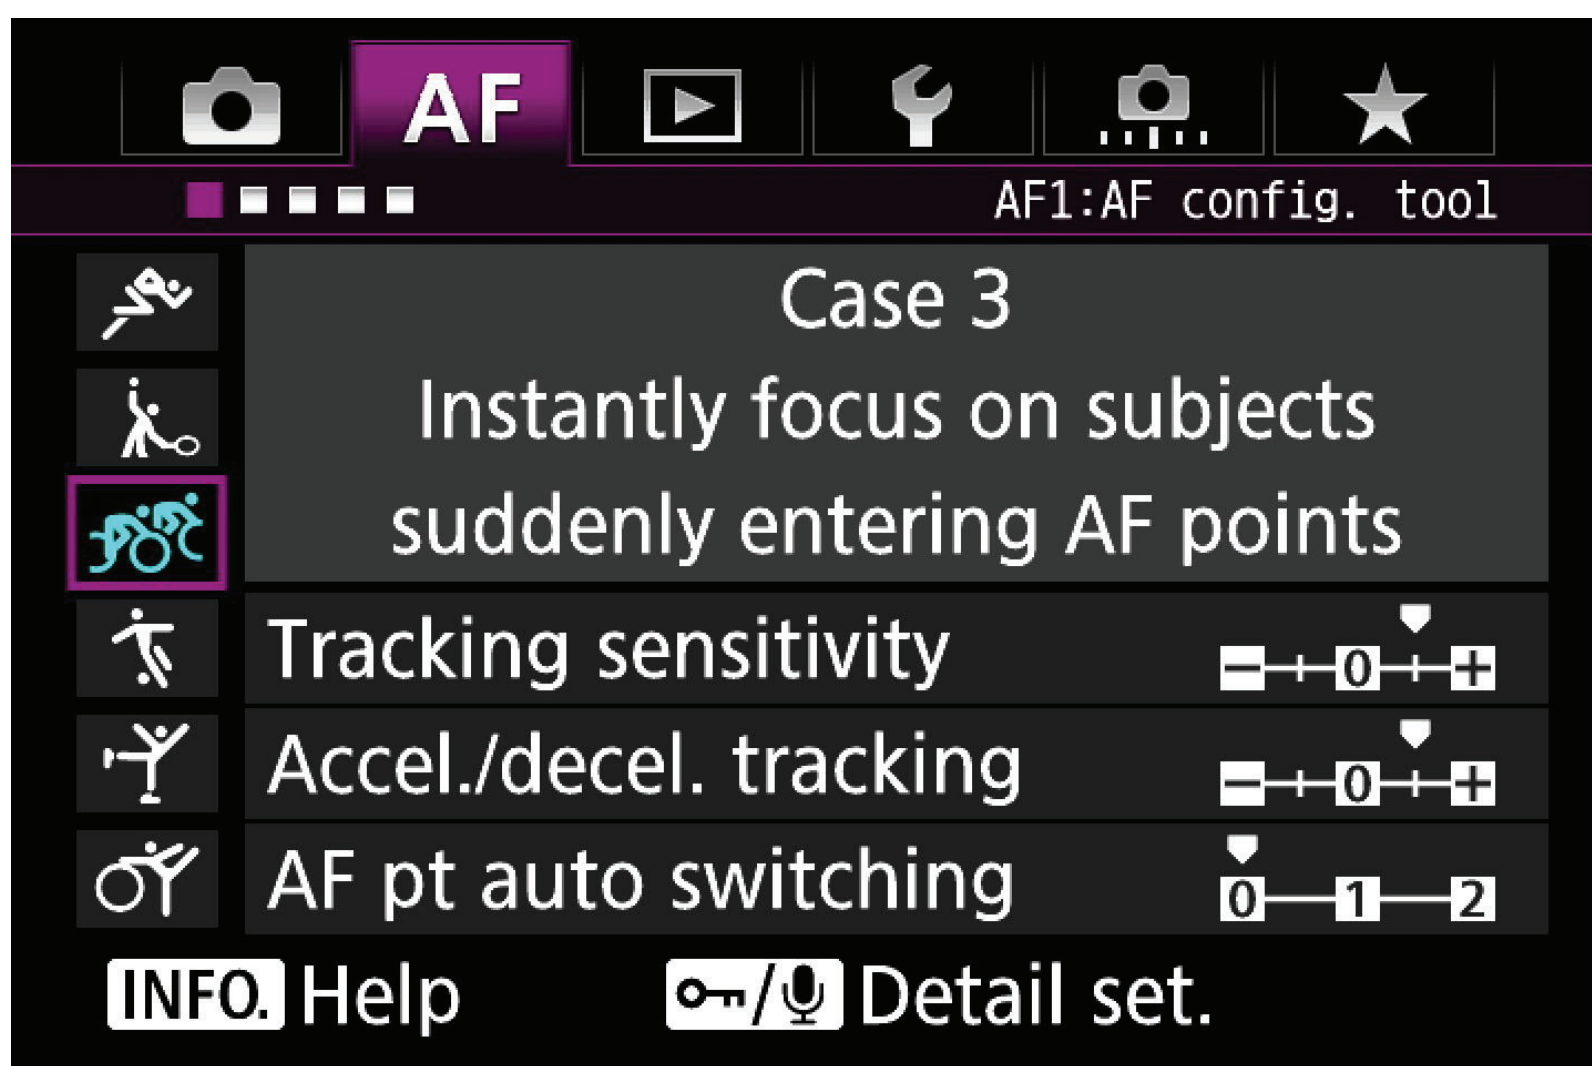 AF
AF1:AF config. tool
Case 3
Instantly focus on subjects
suddenly entering AF points
Tracking sensitivity
− 0 +
Accel./decel. tracking
− 0 +
AF pt auto switching
0 1 2
INFO. Help / Detail set.